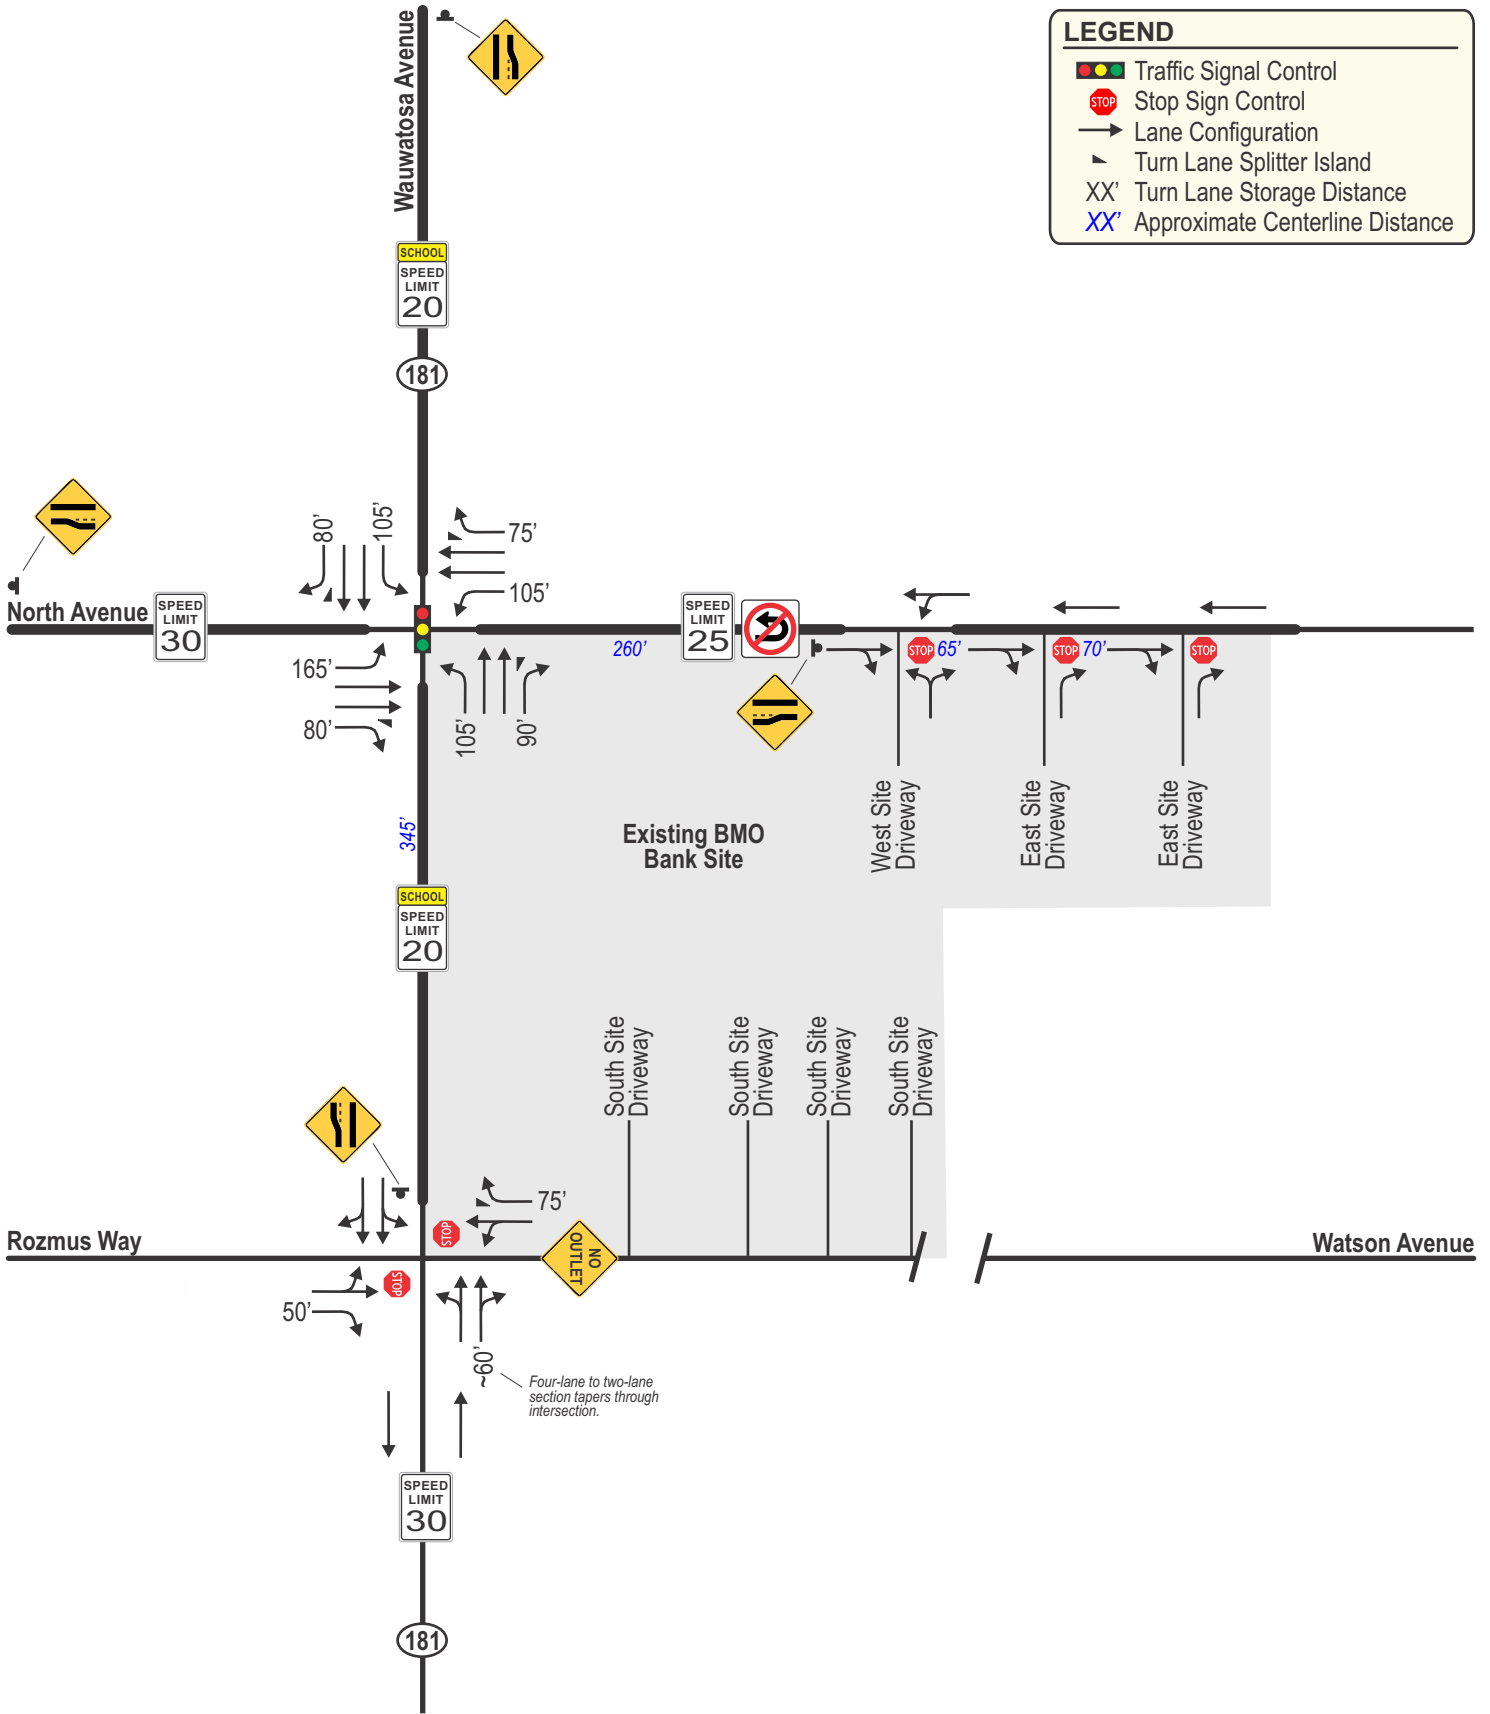 Wauwatosa Avenue
LEGEND
Traffic Signal Control
STOP Stop Sign Control
Lane Configuration
Turn Lane Splitter Island
XX' Turn Lane Storage Distance
XX' Approximate Centerline Distance
SCHOOL
SPEED
LIMIT
20
181
80'
105'
75'
105'
North Avenue
SPEED
LIMIT
30
SPEED
LIMIT
25
260'
STOP
65'
STOP
70'
STOP
165'
80'
105'
90'
345'
Existing BMO
Bank Site
West Site
Driveway
East Site
Driveway
East Site
Driveway
SCHOOL
SPEED
LIMIT
20
South Site
Driveway
South Site
Driveway
South Site
Driveway
South Site
Driveway
75'
STOP
Rozmus Way
NO
OUTLET
Watson Avenue
STOP
50'
~60'
Four-lane to two-lane
section tapers through
intersection.
SPEED
LIMIT
30
181